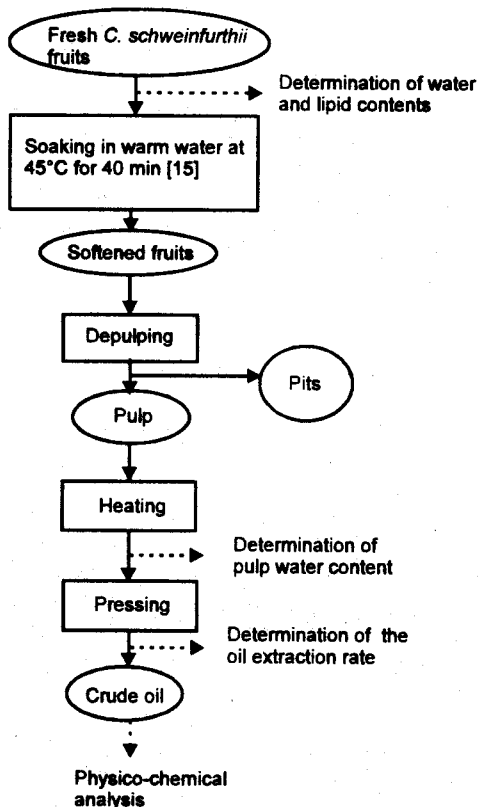 Fresh C. schweinfurthii
fruits
Determination of water
and lipid contents
Soaking in warm water at
45°C for 40 min [15]
Softened fruits
Depulping
Pits
Pulp
Heating
Determination of
pulp water content
Pressing
Determination of the
oil extraction rate
Crude oil
Physico-chemical
analysis